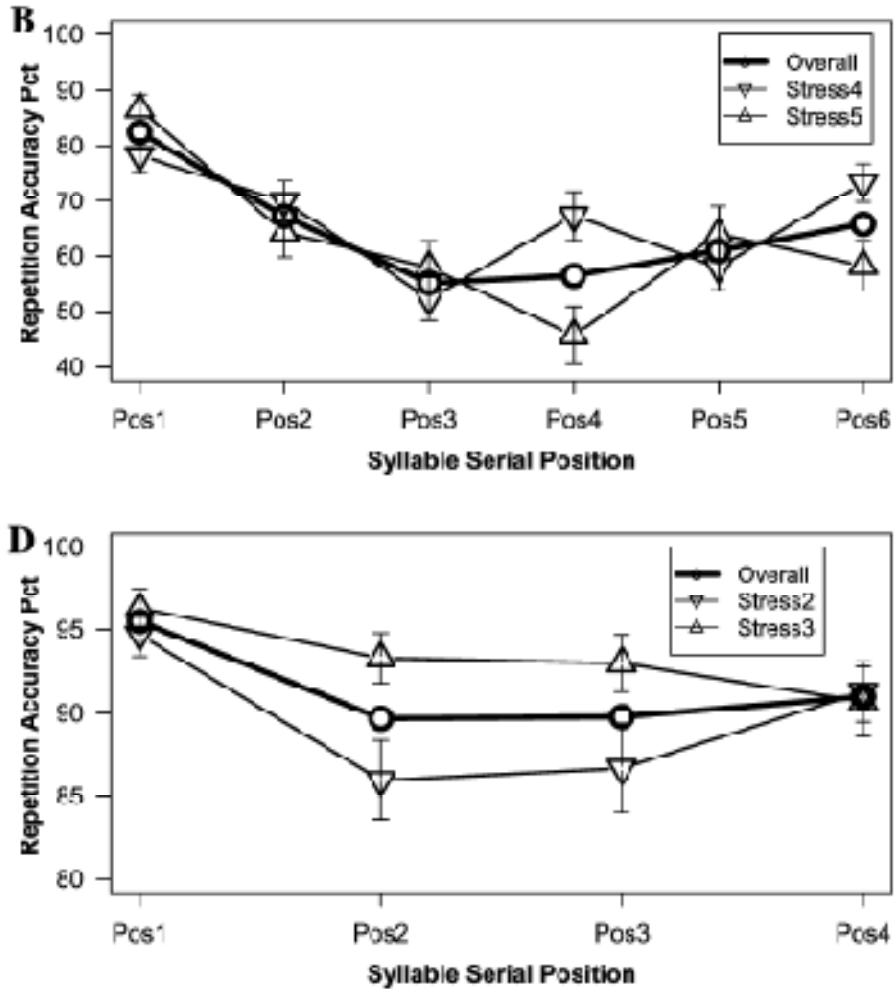 B
100
90
80
70
60
50
40
Repetition Accuracy Pct
Overall
Stress4
Stress5
Pos1 Pos2 Pos3 Pos4 Pos5 Pos6
Syllable Serial Position
D
100
95
90
85
80
Repetition Accuracy Pct
Overall
Stress2
Stress3
Pos1 Pos2 Pos3 Pos4
Syllable Serial Position